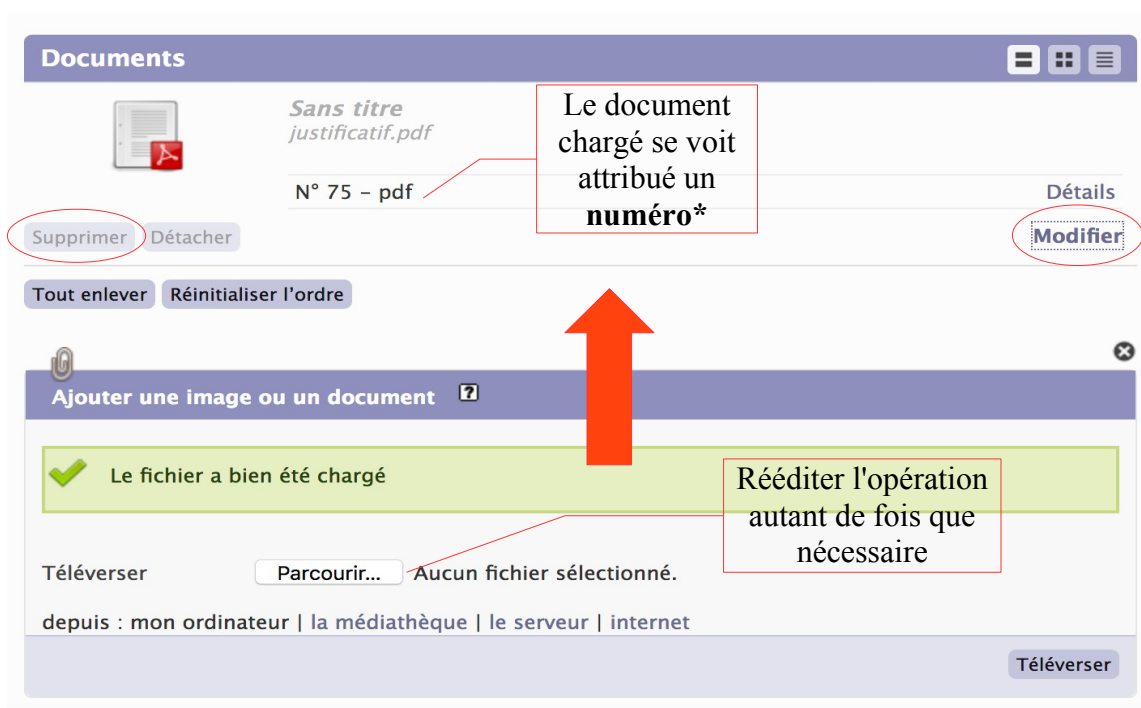 Documents
Sans titre
justificatif.pdf
Le document
chargé se voit
attribué un
numéro*
N° 75 – pdf
Détails
Supprimer Détacher
Modifier
Tout enlever Réinitialiser l'ordre
Ajouter une image ou un document ?
Le fichier a bien été chargé
Rééditer l'opération
autant de fois que
nécessaire
Téléverser Parcourir... Aucun fichier sélectionné.
depuis : mon ordinateur | la médiathèque | le serveur | internet
Téléverser